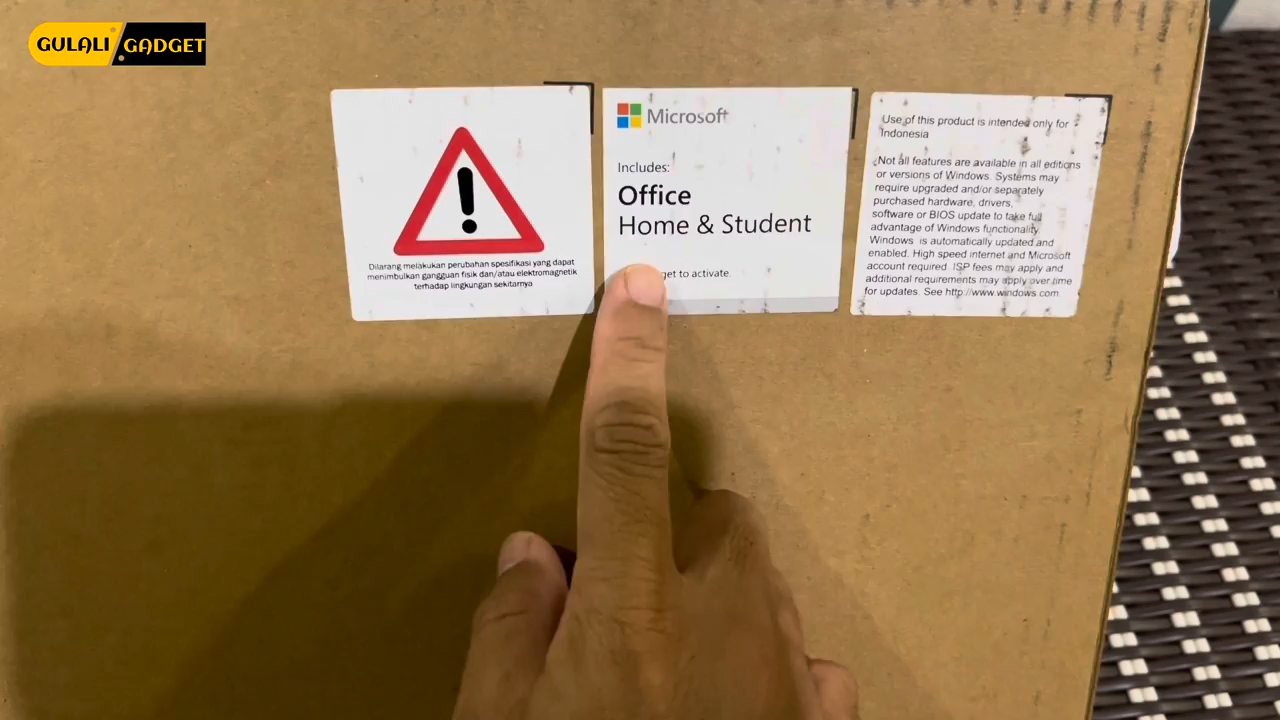 GULALI GADGET
Dilarang melakukan perubahan spesifikasi yang dapat
menimbulkan gangguan fisik dan/atau elektromagnetik
terhadap lingkungan sekitarnya
Microsoft
Includes:
Office
Home & Student
get to activate.
Use of this product is intended only for
Indonesia
Not all features are available in all editions
or versions of Windows. Systems may
require upgraded and/or separately
purchased hardware, drivers,
software or BIOS update to take full
advantage of Windows functionality.
Windows is automatically updated and
enabled. High speed internet and Microsoft
account required. ISP fees may apply and
additional requirements may apply over time
for updates. See http://www.windows.com.